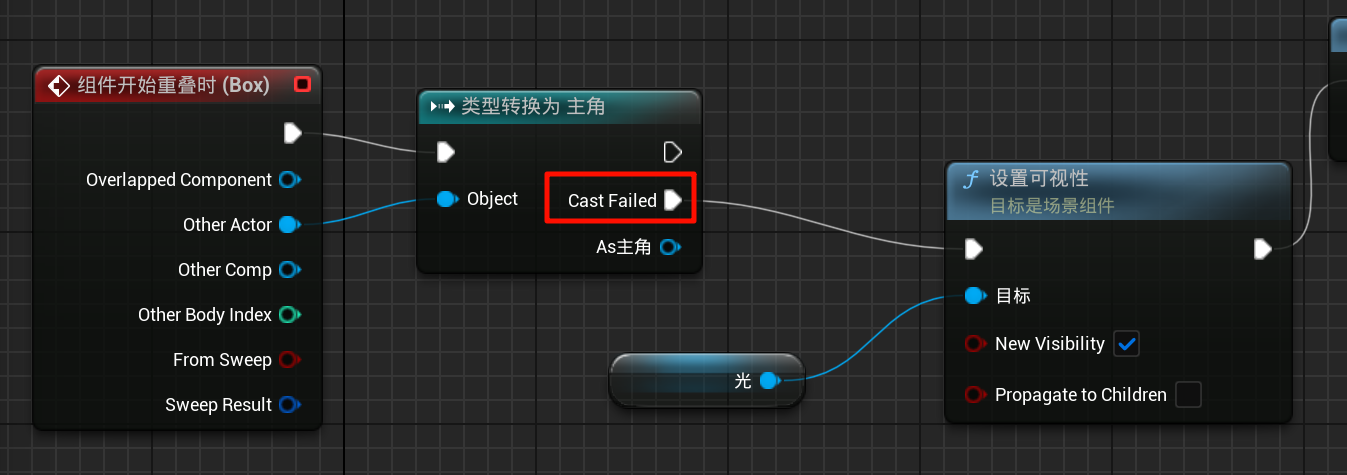 组件开始重叠时 (Box)
Overlapped Component
Other Actor
Other Comp
Other Body Index
From Sweep
Sweep Result
类型转换为 主角
Object
Cast Failed
As主角
光
设置可视性
目标是场景组件
目标
New Visibility
Propagate to Children